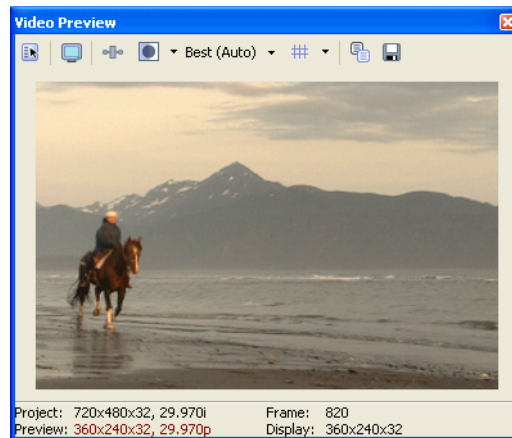 Video Preview
Best (Auto)
Project: 720x480x32, 29.970i Frame: 820
Preview: 360x240x32, 29.970p Display: 360x240x32